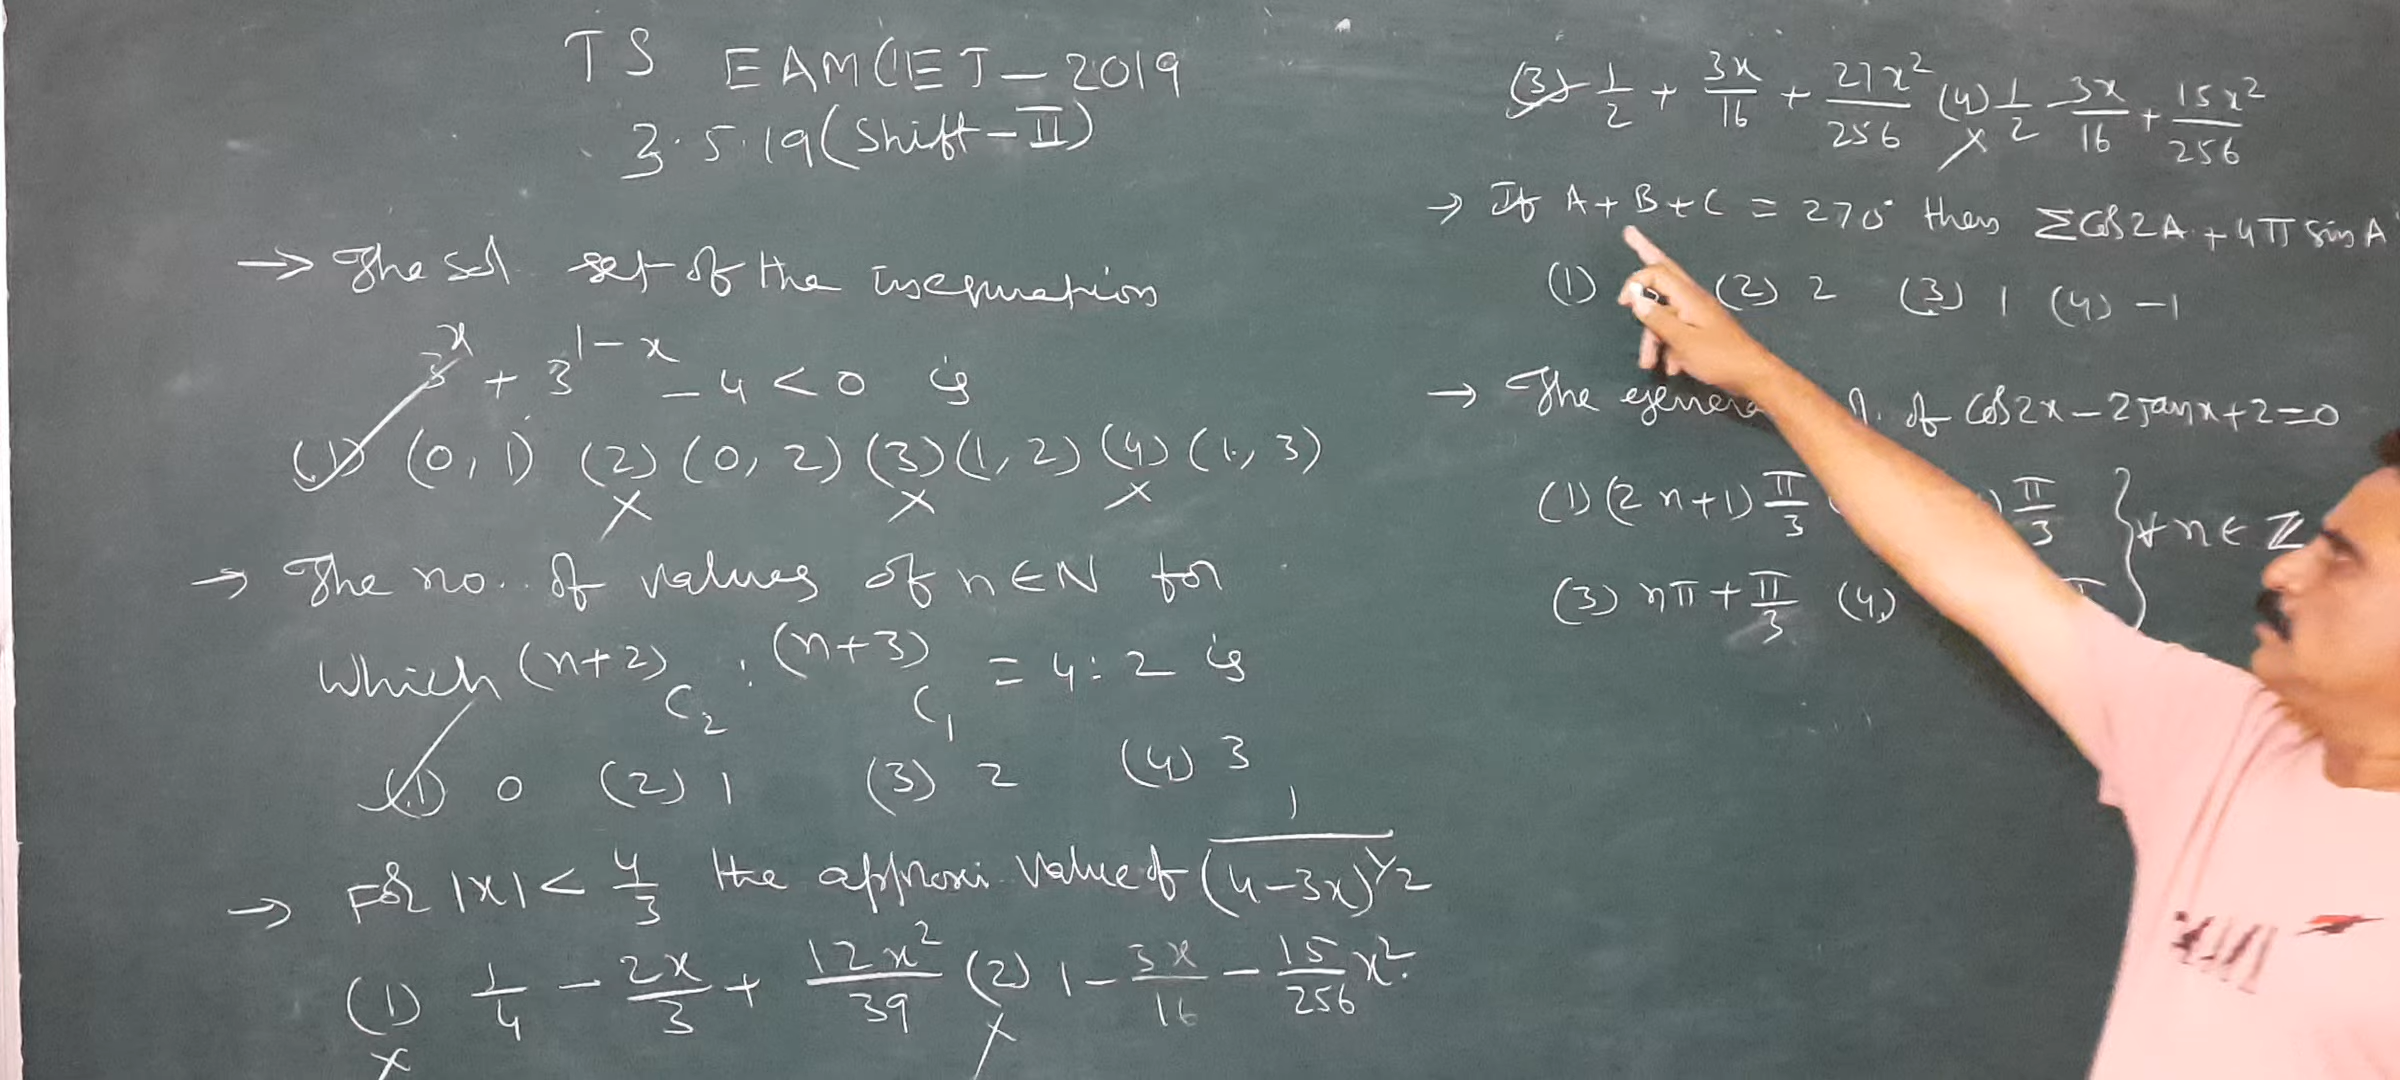 TS EAMCET-2019
3.5.19 (Shift-II)
→ The sol set of the inequation
3^x + 3^(1-x) - 4 < 0 is
(1) (0, 1) (2) (0, 2) (3) (1, 2) (4) (1, 3)
→ The no. of values of n∈N for
which (n+2)C₂ : (n+3)C₁ = 4:2 is
(1) 0 (2) 1 (3) 2 (4) 3
→ For |x| < 4/3 the approxi value of 1/(4-3x)^(1/2)
(1) 1/4 - 2x/3 + 12x²/39 (2) 1 - 3x/16 - 15/256 x²
(3) 1/2 + 3x/16 + 27x²/256 (4) 1/2 - 3x/16 + 15x²/256
→ If A+B+C = 270° then Σcos2A + 4π sin A
(1) (2) 2 (3) 1 (4) -1
→ The of cos2x - 2tanx + 2 = 0
(1) (2n+1) π/3 π/3 } ∀ n ∈ Z
(3) nπ + π/3 (4)